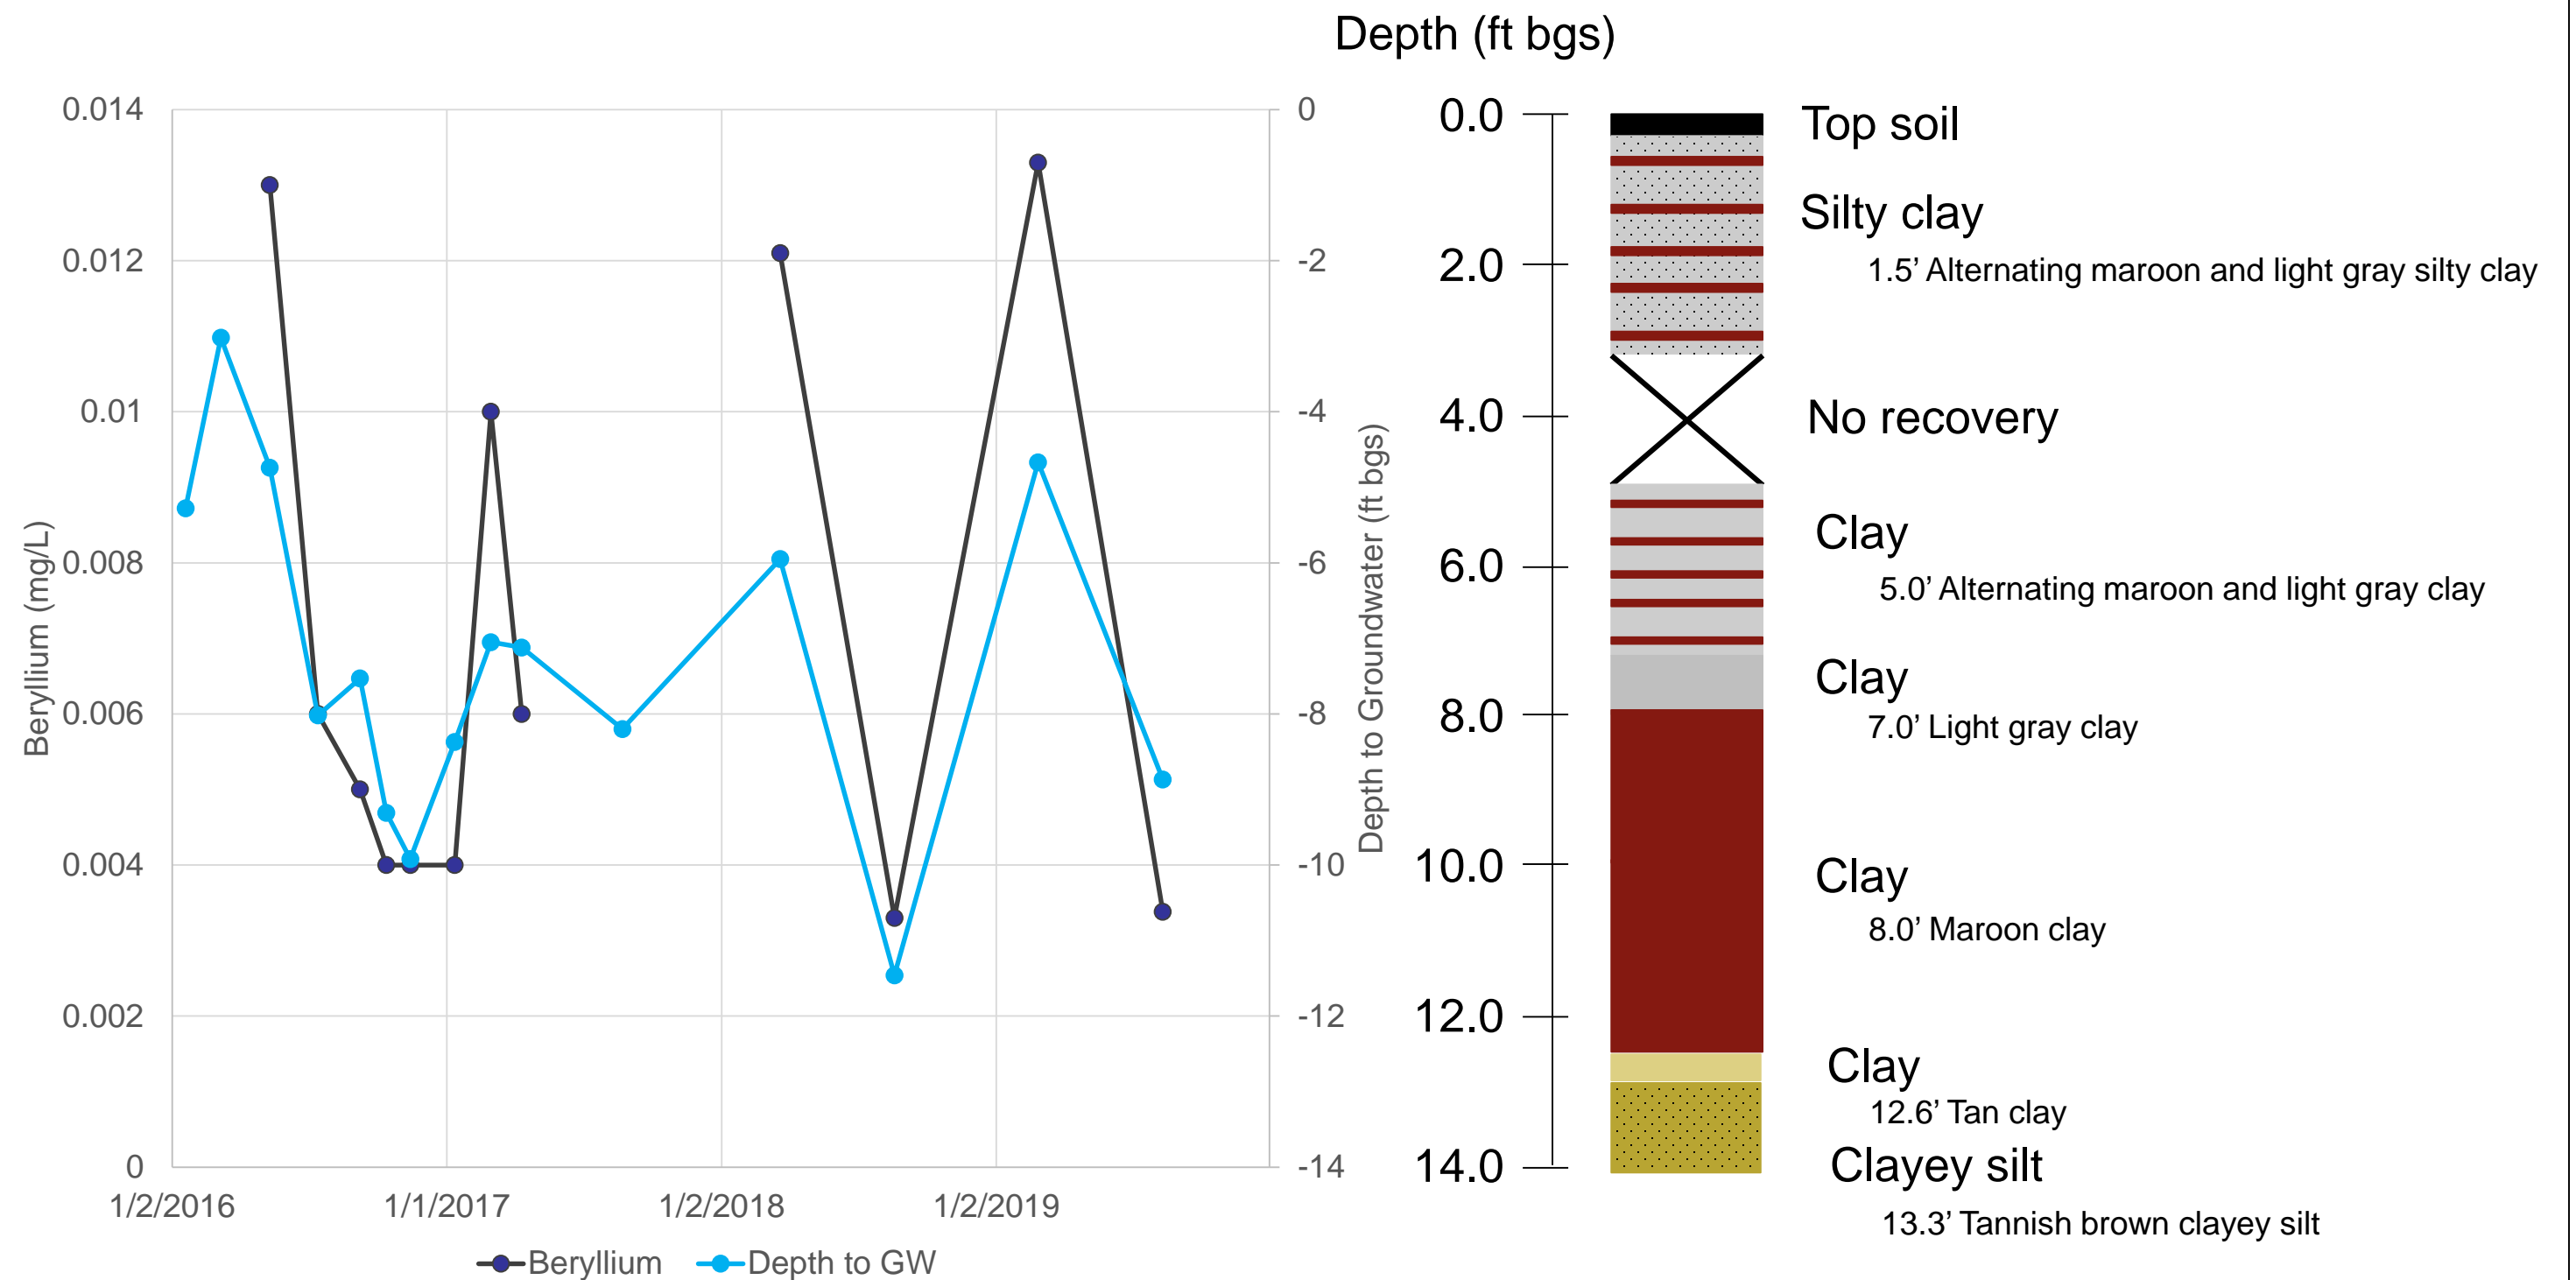 Depth (ft bgs)
0.014
0.012
0.01
0.008
0.006
0.004
0.002
0
Beryllium (mg/L)
1/2/2016
1/1/2017
1/2/2018
1/2/2019
0
-2
-4
-6
-8
-10
-12
-14
Depth to Groundwater (ft bgs)
Beryllium
Depth to GW
0.0
2.0
4.0
6.0
8.0
10.0
12.0
14.0
Top soil
Silty clay
1.5’ Alternating maroon and light gray silty clay
No recovery
Clay
5.0’ Alternating maroon and light gray clay
Clay
7.0’ Light gray clay
Clay
8.0’ Maroon clay
Clay
12.6’ Tan clay
Clayey silt
13.3’ Tannish brown clayey silt